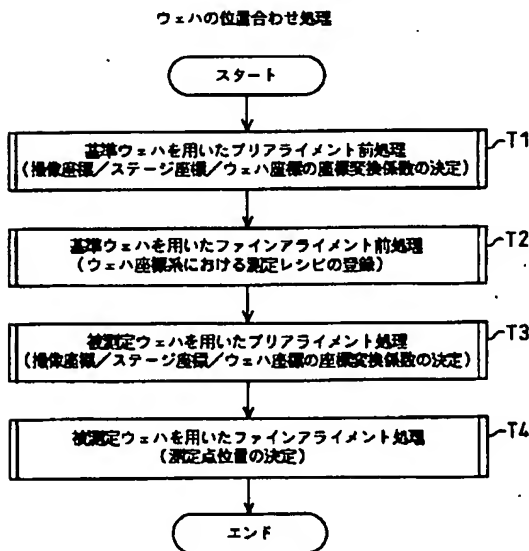 ウェハの位置合わせ処理
スタート
基準ウェハを用いたプリアライメント前処理
(撮像座標/ステージ座標/ウェハ座標の座標変換係数の決定)
T1
基準ウェハを用いたファインアライメント前処理
(ウェハ座標系における測定レシピの登録)
T2
被測定ウェハを用いたプリアライメント処理
(撮像座標/ステージ座標/ウェハ座標の座標変換係数の決定)
T3
被測定ウェハを用いたファインアライメント処理
(測定点位置の決定)
T4
エンド